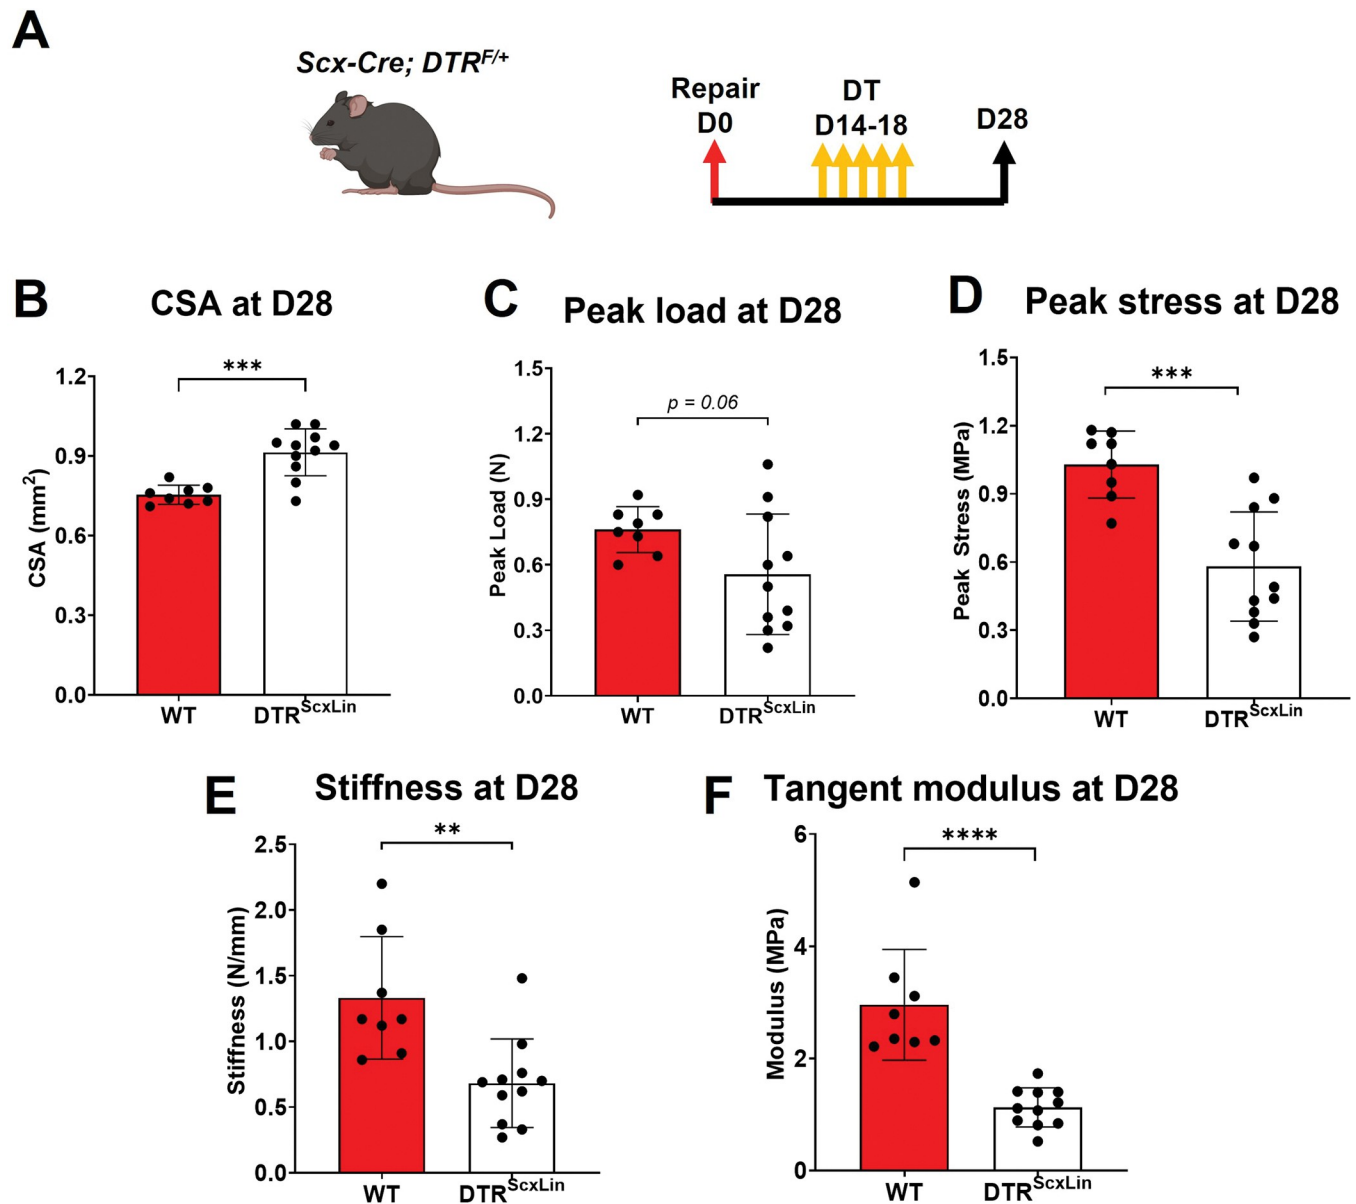 A
Scx-Cre; DTR^F/+
Repair
D0
DT
D14-18
D28
B
CSA at D28
***
CSA (mm²)
1.2
0.9
0.6
0.3
0.0
WT
DTR^ScxLin
C
Peak load at D28
p = 0.06
Peak Load (N)
1.5
1.2
0.9
0.6
0.3
0.0
WT
DTR^ScxLin
D
Peak stress at D28
***
Peak Stress (MPa)
1.5
1.2
0.9
0.6
0.3
0.0
WT
DTR^ScxLin
E
Stiffness at D28
**
Stiffness (N/mm)
2.5
2.0
1.5
1.0
0.5
0.0
WT
DTR^ScxLin
F
Tangent modulus at D28
****
Modulus (MPa)
6
4
2
0
WT
DTR^ScxLin